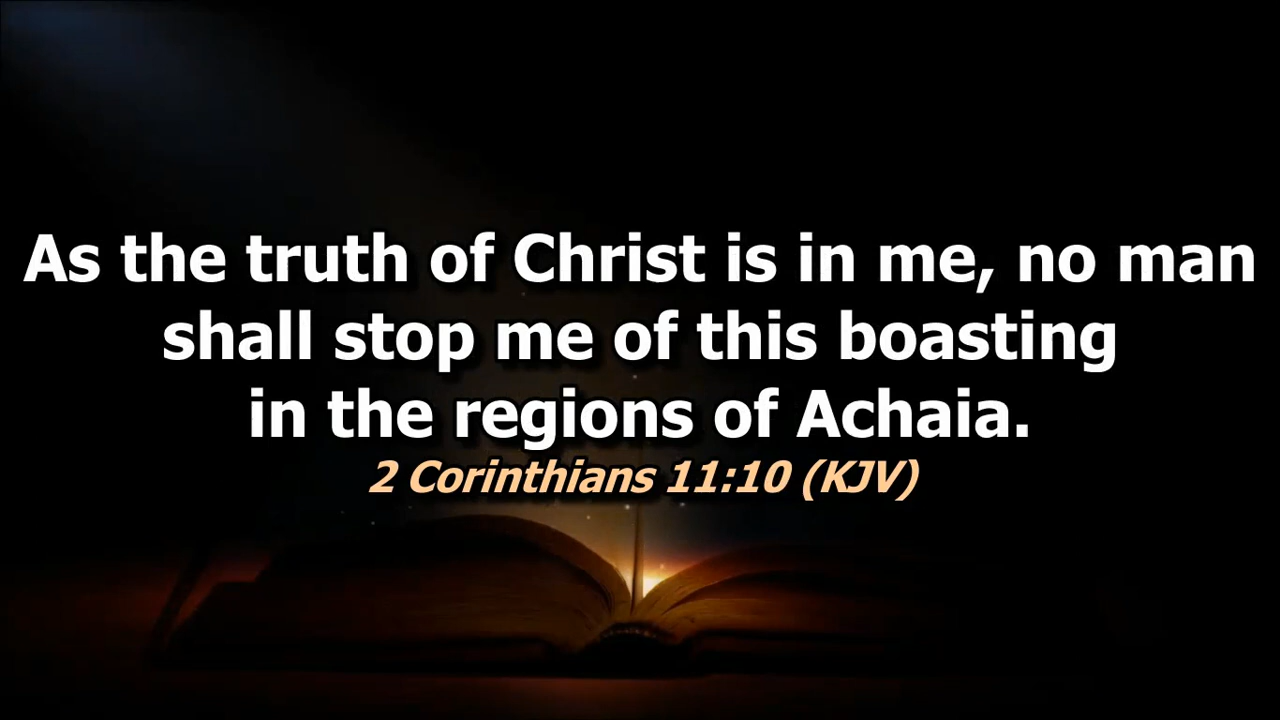 As the truth of Christ is in me, no man
shall stop me of this boasting
in the regions of Achaia.
2 Corinthians 11:10 (KJV)